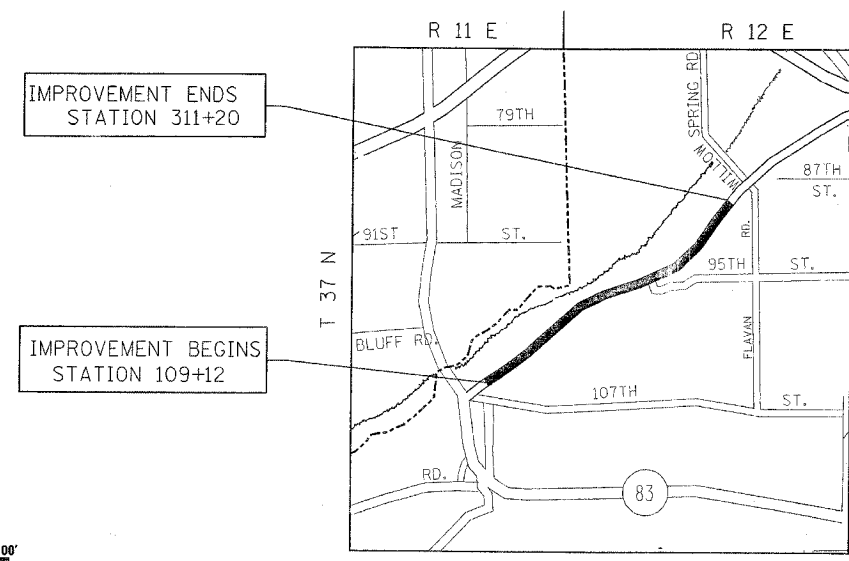 R 11 E
R 12 E
IMPROVEMENT ENDS
STATION 311+20
79TH
SPRING RD.
MADISON
WILLOW
87TH
ST.
91ST
ST.
RD.
95TH
ST.
T 37 N
BLUFF RD.
FLAVAN
IMPROVEMENT BEGINS
STATION 109+12
107TH
ST.
RD.
83
00'